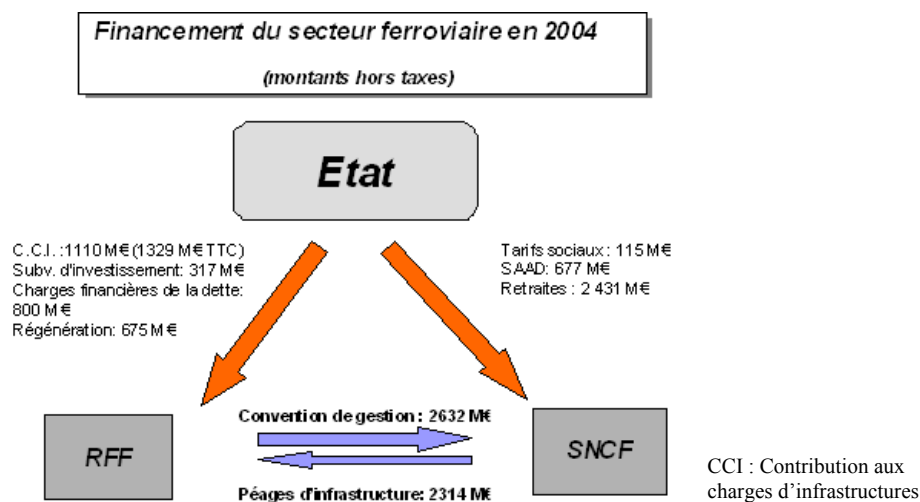 Financement du secteur ferroviaire en 2004
(montants hors taxes)
Etat
C.C.I. :1110 M€ (1329 M€ TTC)
Subv. d'investissement: 317 M€
Charges financières de la dette:
800 M€
Régénération: 675 M€
Tarifs sociaux : 115 M€
SAAD: 677 M€
Retraites : 2 431 M€
Convention de gestion : 2632 M€
RFF
SNCF
Péages d'infrastructure: 2314 M€
CCI : Contribution aux
charges d'infrastructures